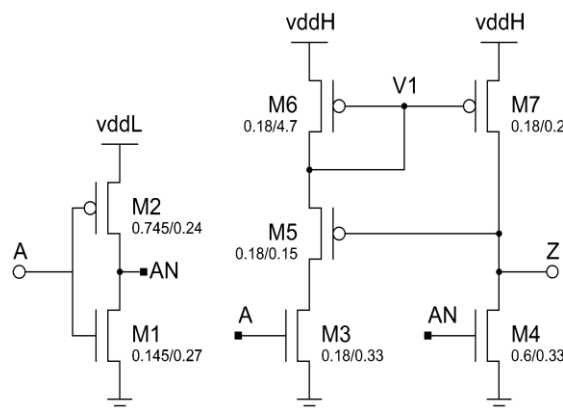 vddH
vddH
M6
0.18/4.7
V1
M7
0.18/0.2
vddL
M2
0.745/0.24
M5
0.18/0.15
A
AN
Z
A
M3
0.18/0.33
AN
M4
0.6/0.33
M1
0.145/0.27